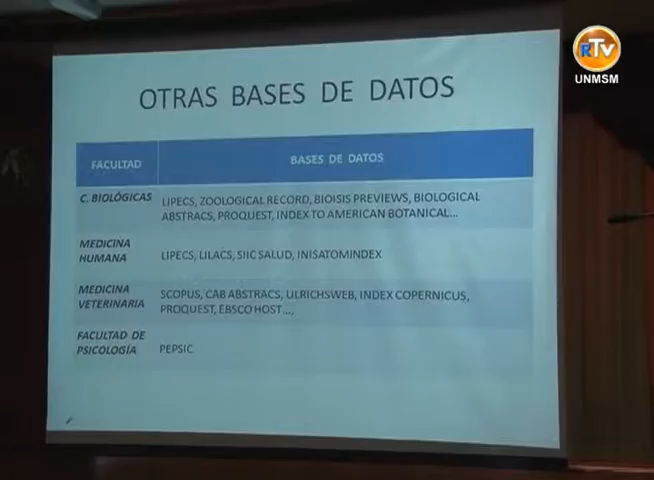 RTv
UNMSM
OTRAS BASES DE DATOS
FACULTAD
BASES DE DATOS
C. BIOLÓGICAS
LIPECS, ZOOLOGICAL RECORD, BIOISIS PREVIEWS, BIOLOGICAL
ABSTRACS, PROQUEST, INDEX TO AMERICAN BOTANICAL...
MEDICINA
HUMANA
LIPECS, LILACS, SIIC SALUD, INISATOMINDEX
MEDICINA
VETERINARIA
SCOPUS, CAB ABSTRACS, ULRICHSWEB, INDEX COPERNICUS,
PROQUEST, EBSCO HOST...,
FACULTAD DE
PSICOLOGÍA
PEPSIC